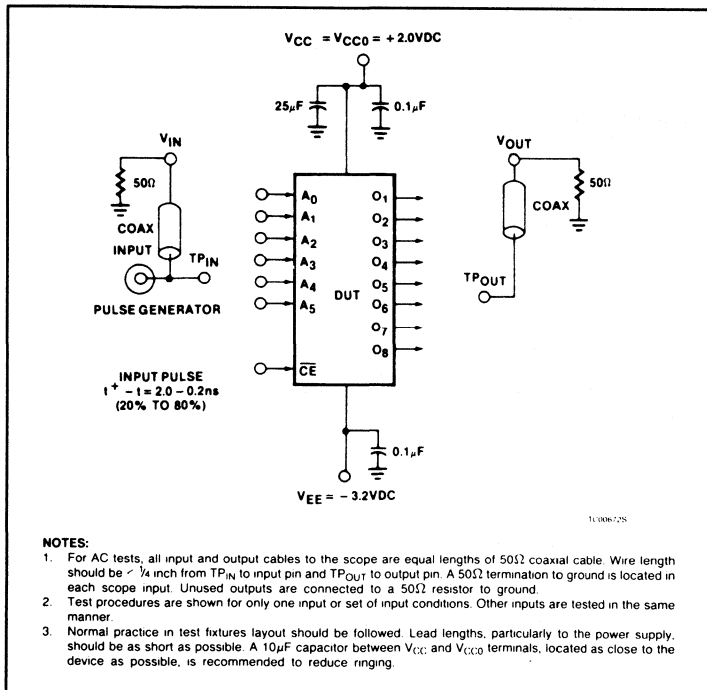 VCC = VCC0 = + 2.0VDC
25µF
0.1µF
VIN
50Ω
COAX
INPUT
TPIN
PULSE GENERATOR
INPUT PULSE
t+ - t = 2.0 - 0.2ns
(20% TO 80%)
A0
A1
A2
A3
A4
A5
CE
DUT
O1
O2
O3
O4
O5
O6
O7
O8
VOUT
50Ω
COAX
TPOUT
0.1µF
VEE = - 3.2VDC
TC00672S
NOTES:
1. For AC tests, all input and output cables to the scope are equal lengths of 50Ω coaxial cable. Wire length
should be < 1/4 inch from TPIN to input pin and TPOUT to output pin. A 50Ω termination to ground is located in
each scope input. Unused outputs are connected to a 50Ω resistor to ground.
2. Test procedures are shown for only one input or set of input conditions. Other inputs are tested in the same
manner.
3. Normal practice in test fixtures layout should be followed. Lead lengths, particularly to the power supply,
should be as short as possible. A 10µF capacitor between VCC and VCC0 terminals, located as close to the
device as possible, is recommended to reduce ringing.